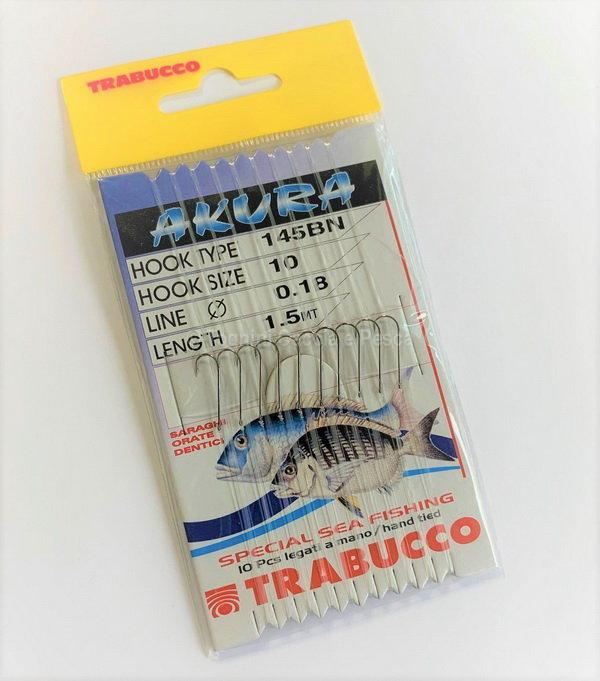 TRABUCCO
AKURA
HOOK TYPE 145BN
HOOK SIZE 10
LINE Ø 0.18
LENGTH 1.5MT
SARAGHI
ORATE
DENTICI
SPECIAL SEA FISHING
10 Pcs legati a mano/hand tied
TRABUCCO